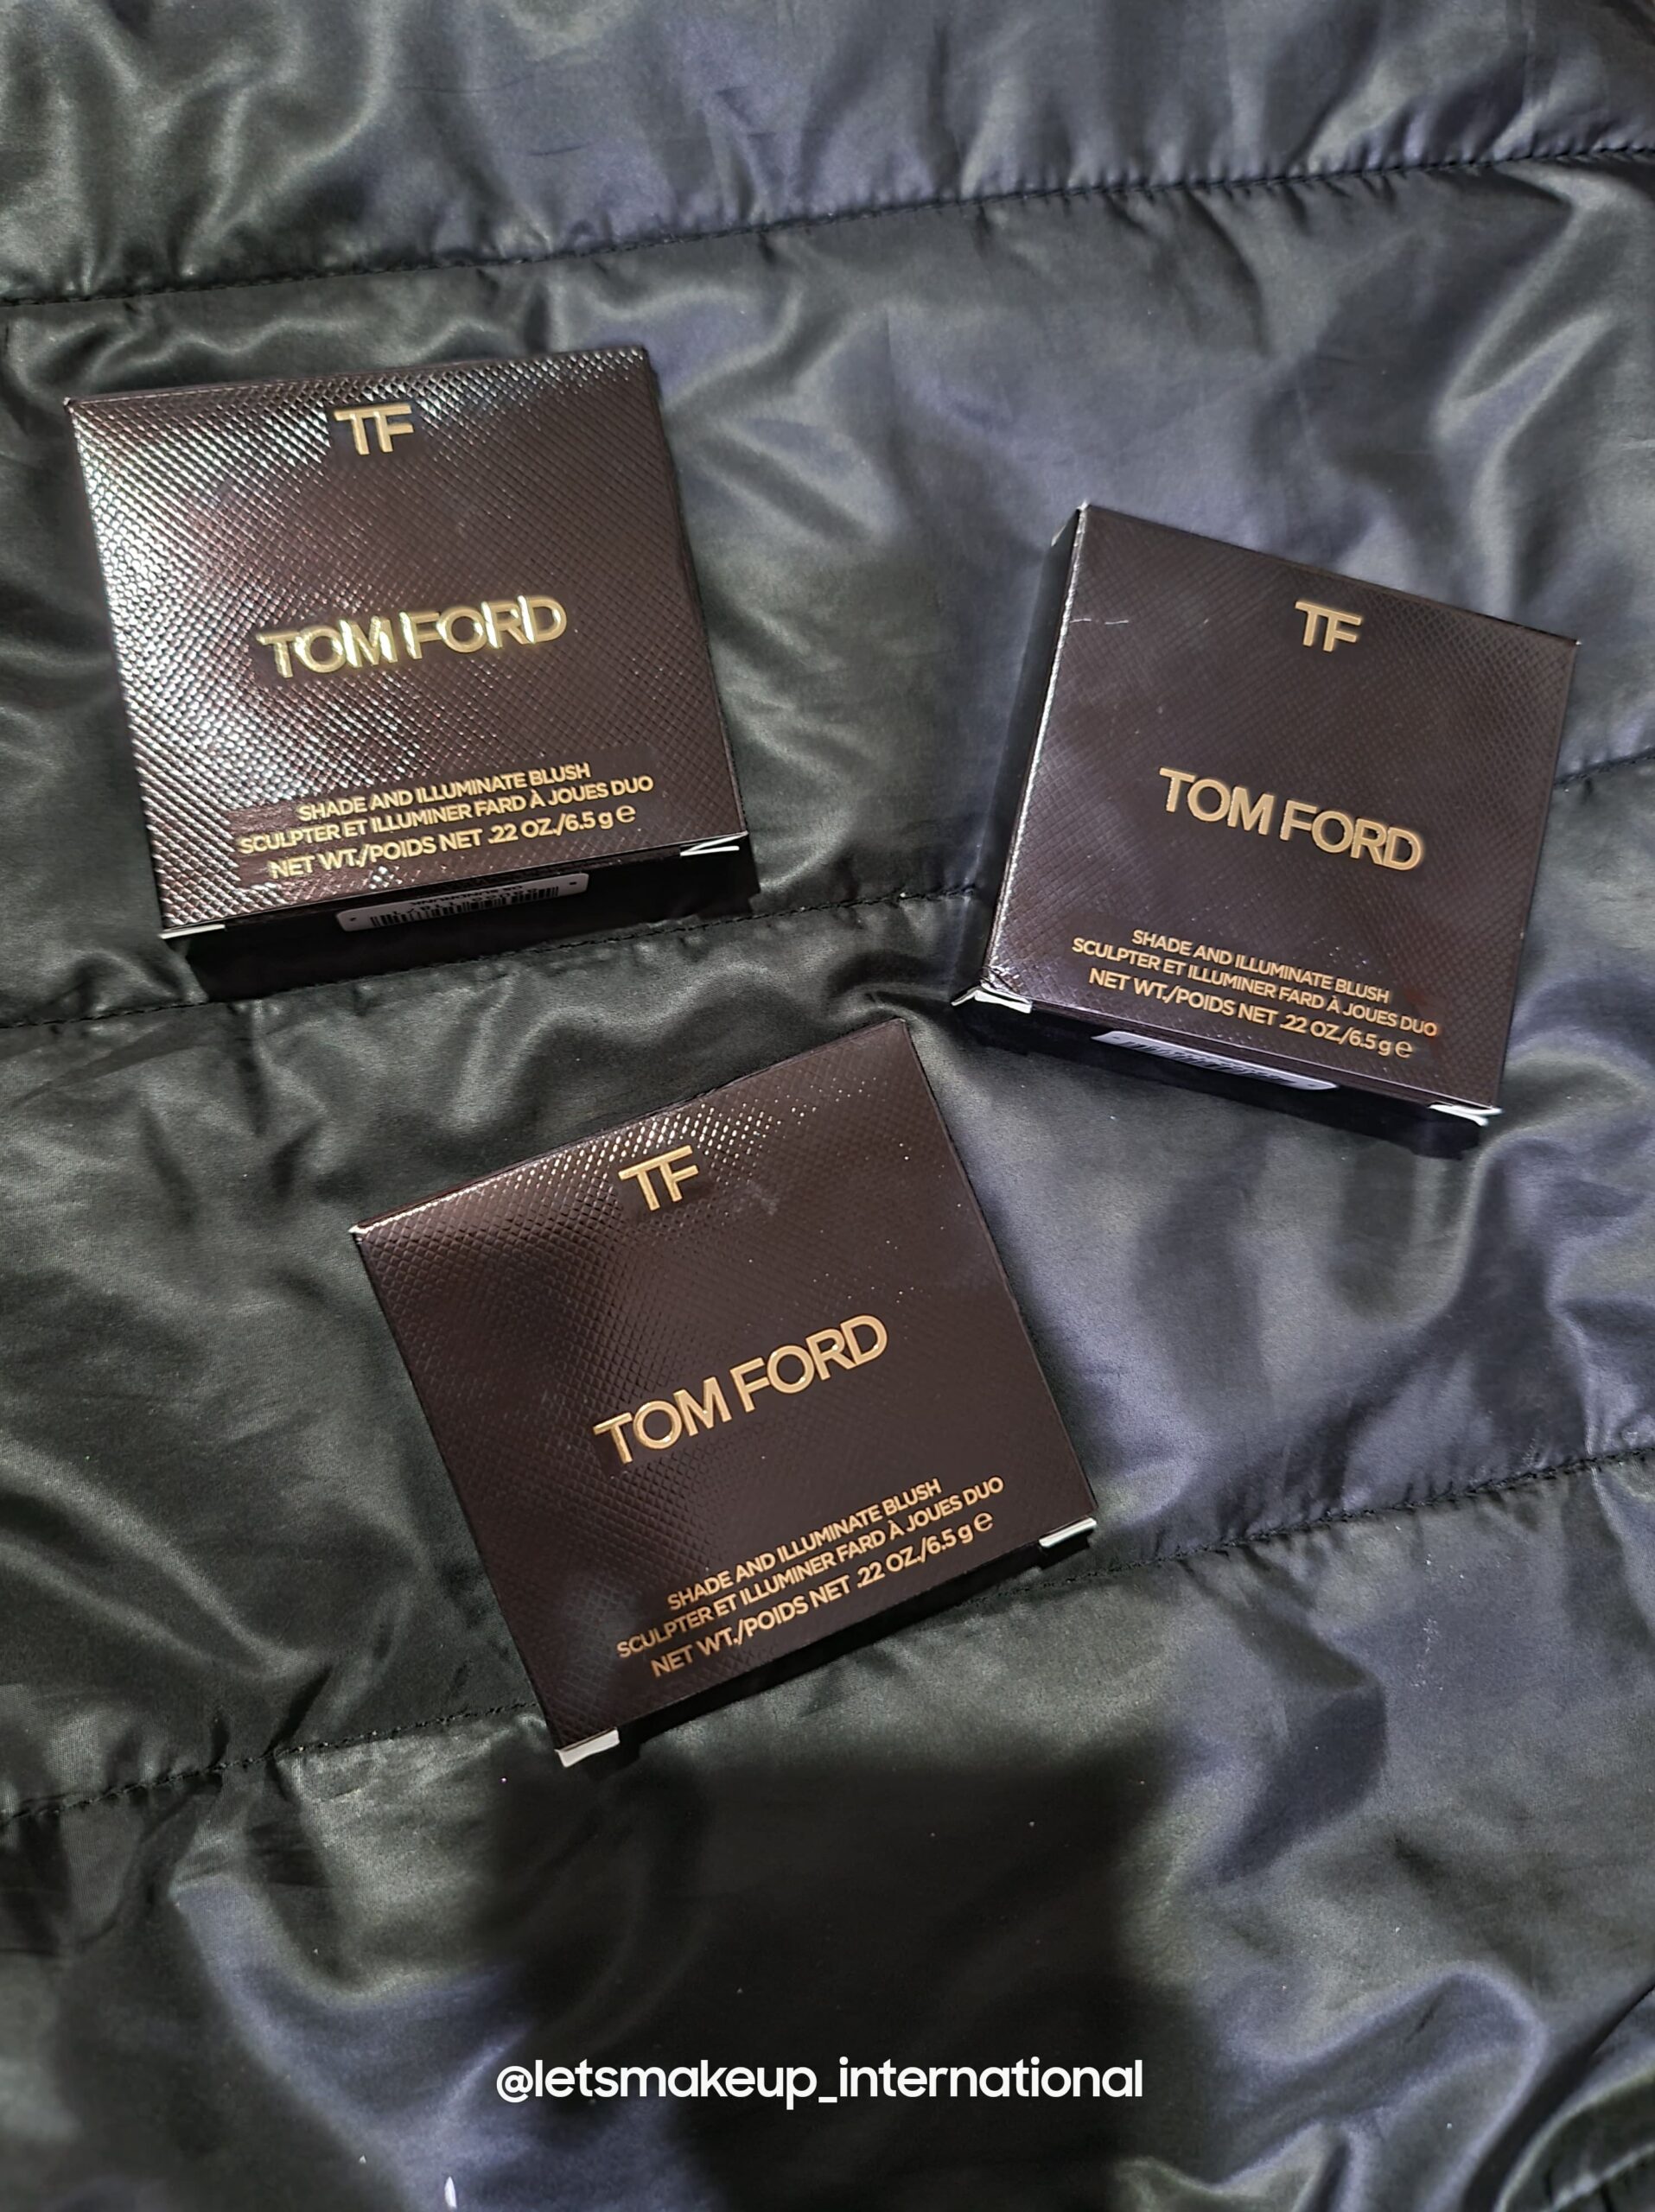 TF
TOM FORD
SHADE AND ILLUMINATE BLUSH
SCULPTER ET ILLUMINER FARD À JOUES DUO
NET WT./POIDS NET .22 OZ./6.5 g e
TF
TOM FORD
SHADE AND ILLUMINATE BLUSH
SCULPTER ET ILLUMINER FARD À JOUES DUO
NET WT./POIDS NET .22 OZ./6.5 g e
TF
TOM FORD
SHADE AND ILLUMINATE BLUSH
SCULPTER ET ILLUMINER FARD À JOUES DUO
NET WT./POIDS NET .22 OZ./6.5 g e
@letsmakeup_international